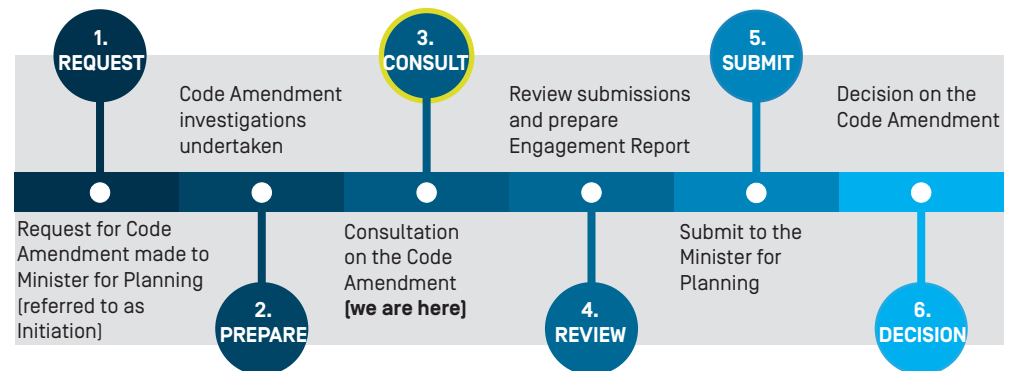 1.
REQUEST
Request for Code
Amendment made to
Minister for Planning
(referred to as
Initiation)
Code Amendment
investigations
undertaken
2.
PREPARE
3.
CONSULT
Consultation
on the Code
Amendment
(we are here)
Review submissions
and prepare
Engagement Report
4.
REVIEW
5.
SUBMIT
Submit to the
Minister for
Planning
Decision on the
Code Amendment
6.
DECISION